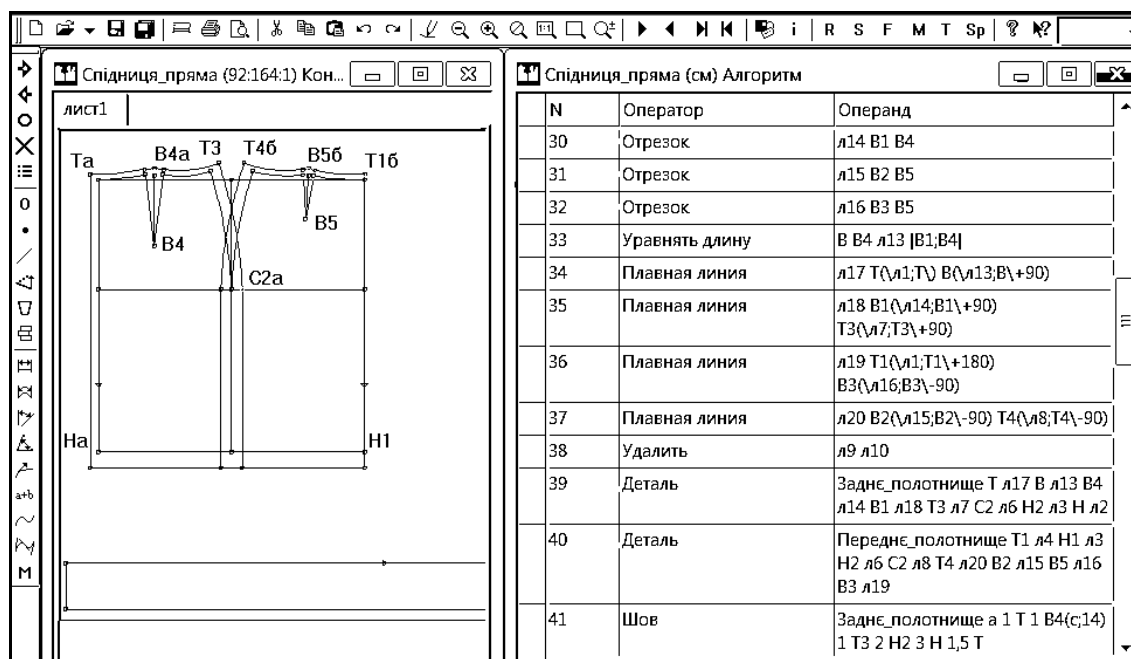 1:1 i R S F M T Sp ?
Спідниця_пряма (92:164:1) Кон...
лист1
Та В4а Т3 Т4б В5б Т1б
В4 В5
С2а
На Н1
0
a+b
М
Спідниця_пряма (см) Алгоритм
N Оператор Операнд
30 Отрезок л14 В1 В4
31 Отрезок л15 В2 В5
32 Отрезок л16 В3 В5
33 Уравнять длину В В4 л13 |В1;В4|
34 Плавная линия л17 Т(\л1;Т\) В(\л13;В\+90)
35 Плавная линия л18 В1(\л14;В1\+90)
Т3(\л7;Т3\+90)
36 Плавная линия л19 Т1(\л1;Т1\+180)
В3(\л16;В3\-90)
37 Плавная линия л20 В2(\л15;В2\-90) Т4(\л8;Т4\-90)
38 Удалить л9 л10
39 Деталь Заднє_полотнище Т л17 В л13 В4
л14 В1 л18 Т3 л7 С2 л6 Н2 л3 Н л2
40 Деталь Переднє_полотнище Т1 л4 Н1 л3
Н2 л6 С2 л8 Т4 л20 В2 л15 В5 л16
В3 л19
41 Шов Заднє_полотнище а 1 Т 1 В4(с;14)
1 Т3 2 Н2 3 Н 1,5 Т